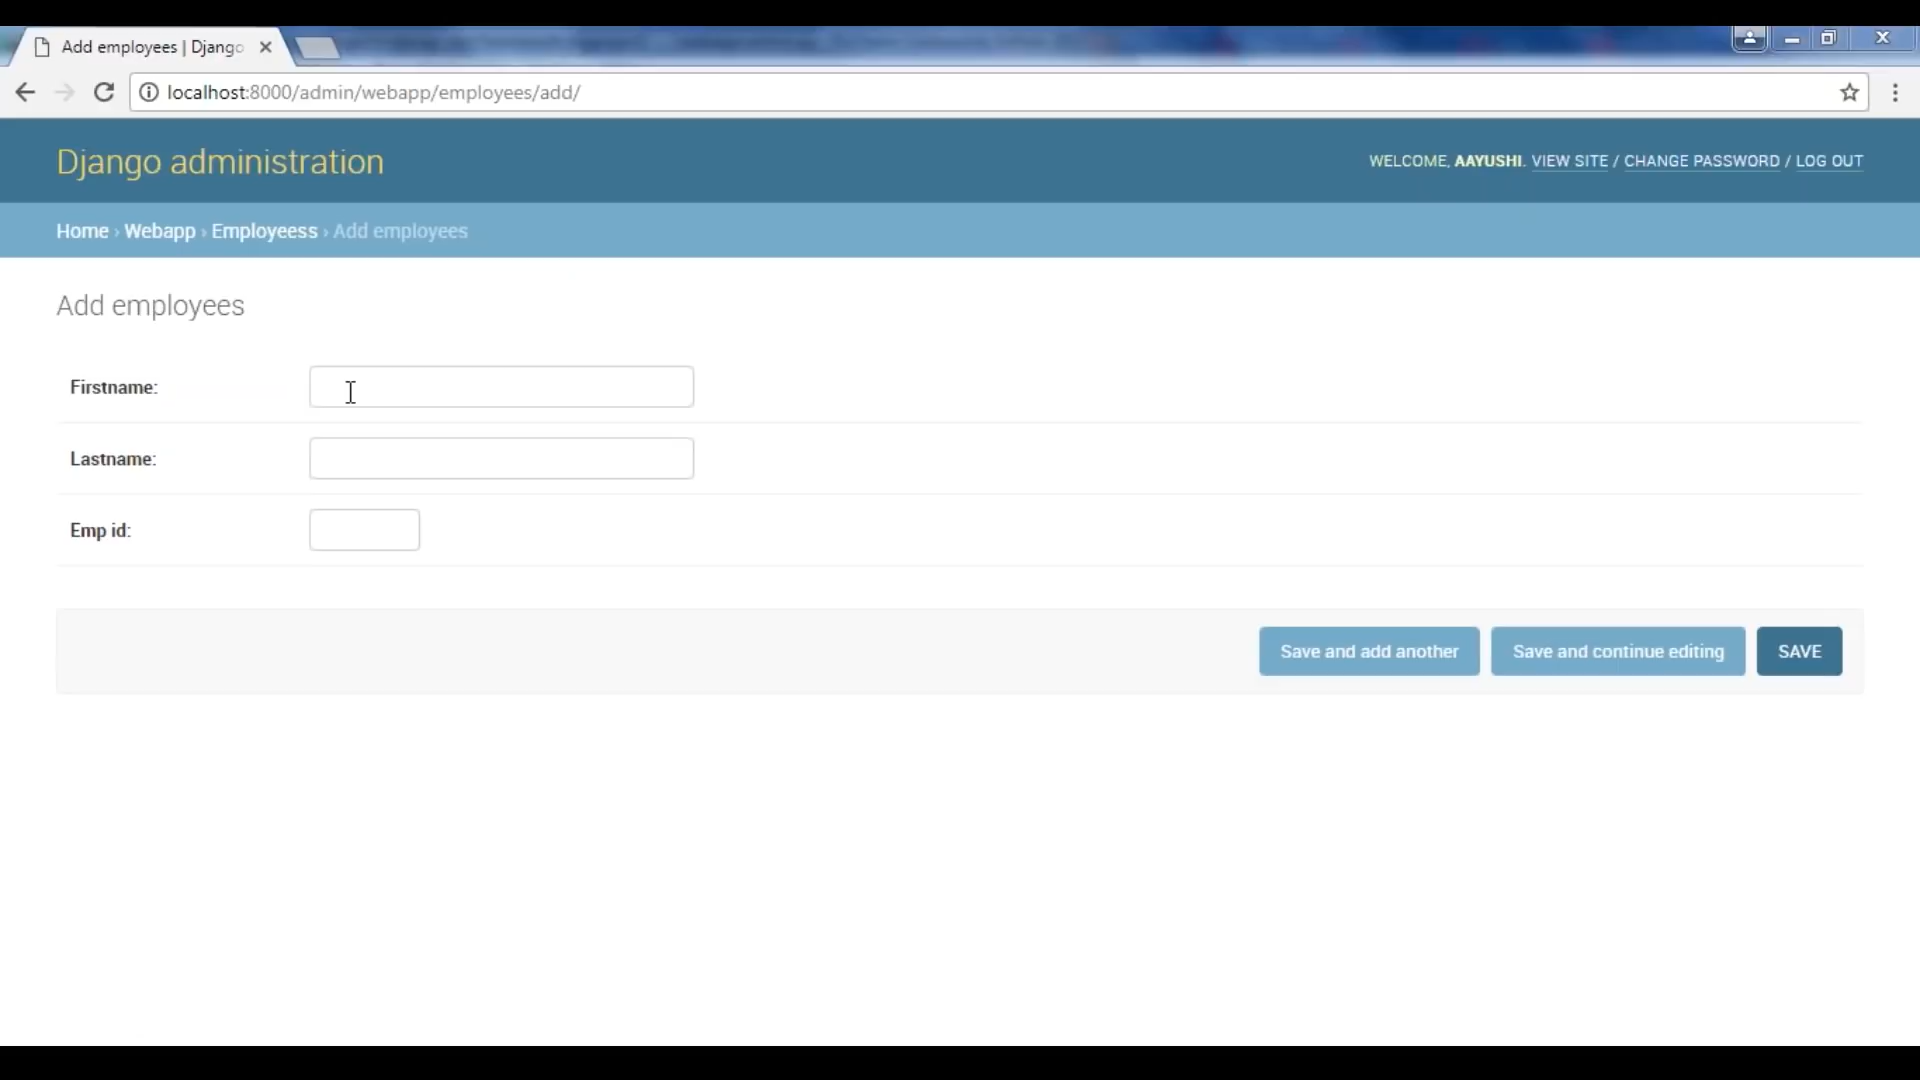 Add employees | Django
localhost:8000/admin/webapp/employees/add/
Django administration
WELCOME, AAYUSHI. VIEW SITE / CHANGE PASSWORD / LOG OUT
Home › Webapp › Employeess › Add employees
Add employees
Firstname:
Lastname:
Emp id:
Save and add another Save and continue editing SAVE